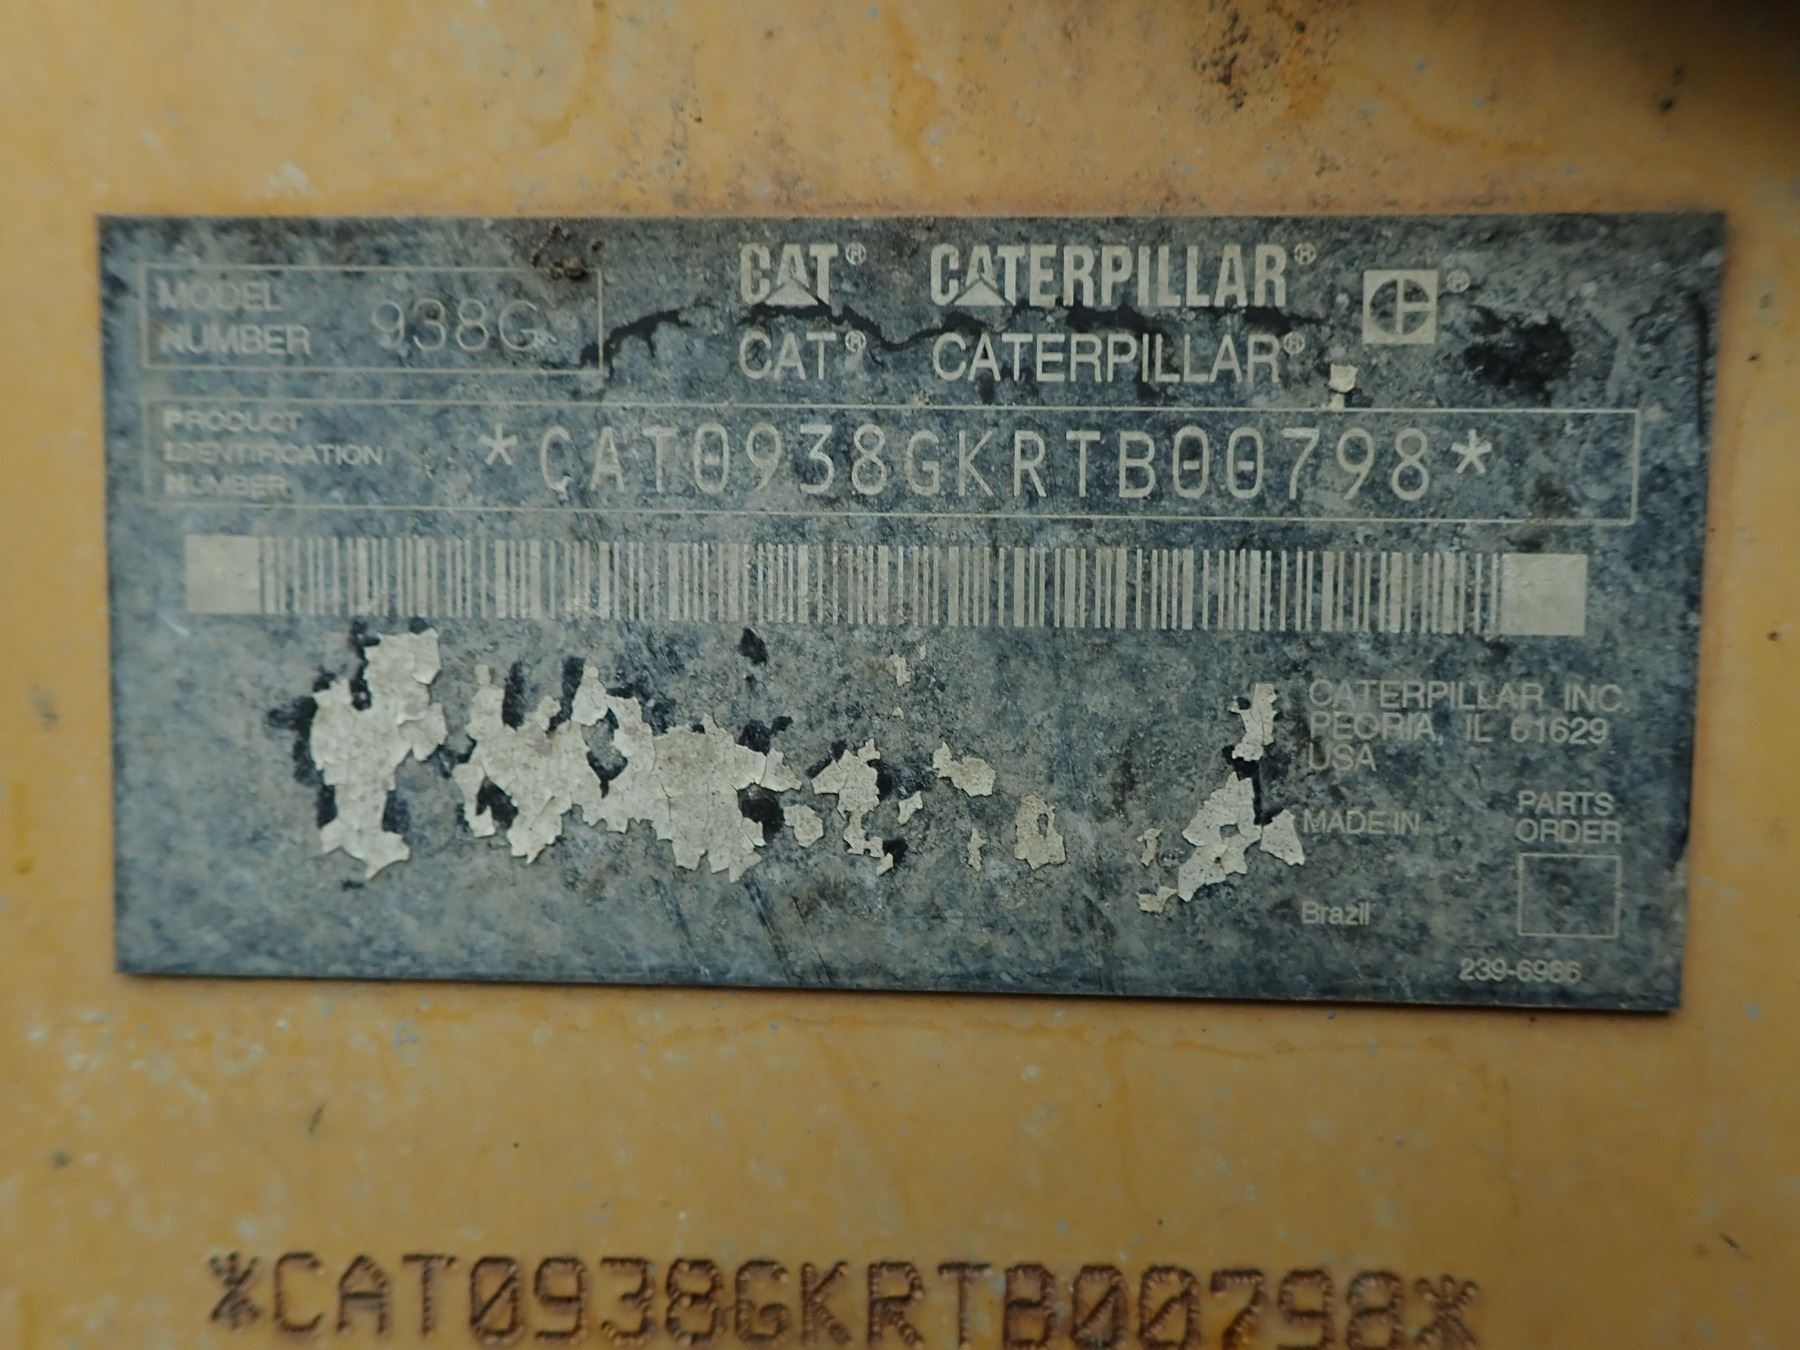 CAT® CATERPILLAR® ®
MODEL
NUMBER 938G
CAT® CATERPILLAR®
PRODUCT
IDENTIFICATION
NUMBER
*CAT0938GKRTB00798*
CATERPILLAR INC.
PEORIA, IL 61629
USA
MADE IN
Brazil
PARTS
ORDER
239-6986
*CAT0938GKRTB00798*